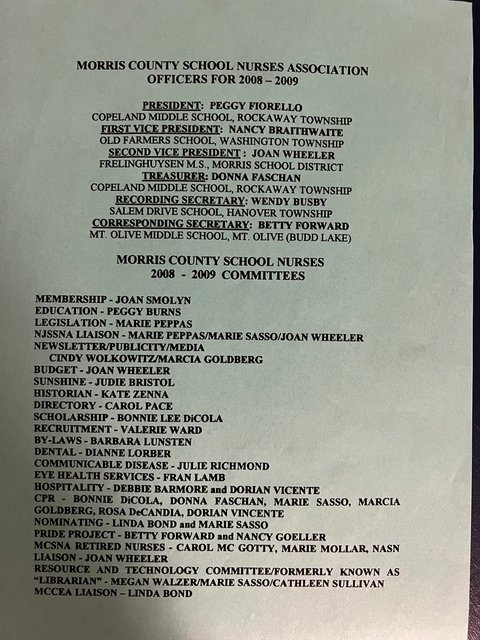 MORRIS COUNTY SCHOOL NURSES ASSOCIATION
OFFICERS FOR 2008 – 2009
PRESIDENT: PEGGY FIORELLO
COPELAND MIDDLE SCHOOL, ROCKAWAY TOWNSHIP
FIRST VICE PRESIDENT: NANCY BRAITHWAITE
OLD FARMERS SCHOOL, WASHINGTON TOWNSHIP
SECOND VICE PRESIDENT : JOAN WHEELER
FRELINGHUYSEN M.S., MORRIS SCHOOL DISTRICT
TREASURER: DONNA FASCHAN
COPELAND MIDDLE SCHOOL, ROCKAWAY TOWNSHIP
RECORDING SECRETARY: WENDY BUSBY
SALEM DRIVE SCHOOL, HANOVER TOWNSHIP
CORRESPONDING SECRETARY: BETTY FORWARD
MT. OLIVE MIDDLE SCHOOL, MT. OLIVE (BUDD LAKE)
MORRIS COUNTY SCHOOL NURSES
2008 - 2009 COMMITTEES
MEMBERSHIP - JOAN SMOLYN
EDUCATION - PEGGY BURNS
LEGISLATION - MARIE PEPPAS
NJSSNA LIAISON - MARIE PEPPAS/MARIE SASSO/JOAN WHEELER
NEWSLETTER/PUBLICITY/MEDIA
CINDY WOLKOWITZ/MARCIA GOLDBERG
BUDGET - JOAN WHEELER
SUNSHINE - JUDIE BRISTOL
HISTORIAN - KATE ZENNA
DIRECTORY - CAROL PACE
SCHOLARSHIP - BONNIE LEE DiCOLA
RECRUITMENT - VALERIE WARD
BY-LAWS - BARBARA LUNSTEN
DENTAL - DIANNE LORBER
COMMUNICABLE DISEASE - JULIE RICHMOND
EYE HEALTH SERVICES - FRAN LAMB
HOSPITALITY - DEBBIE BARMORE and DORIAN VICENTE
CPR - BONNIE DiCOLA, DONNA FASCHAN, MARIE SASSO, MARCIA
GOLDBERG, ROSA DeCANDIA, DORIAN VINCENTE
NOMINATING - LINDA BOND and MARIE SASSO
PRIDE PROJECT - BETTY FORWARD and NANCY GOELLER
MCSNA RETIRED NURSES - CAROL MC GOTTY, MARIE MOLLAR, NASN
LIAISON - JOAN WHEELER
RESOURCE AND TECHNOLOGY COMMITTEE/FORMERLY KNOWN AS
“LIBRARIAN” - MEGAN WALZER/MARIE SASSO/CATHLEEN SULLIVAN
MCCEA LIAISON – LINDA BOND